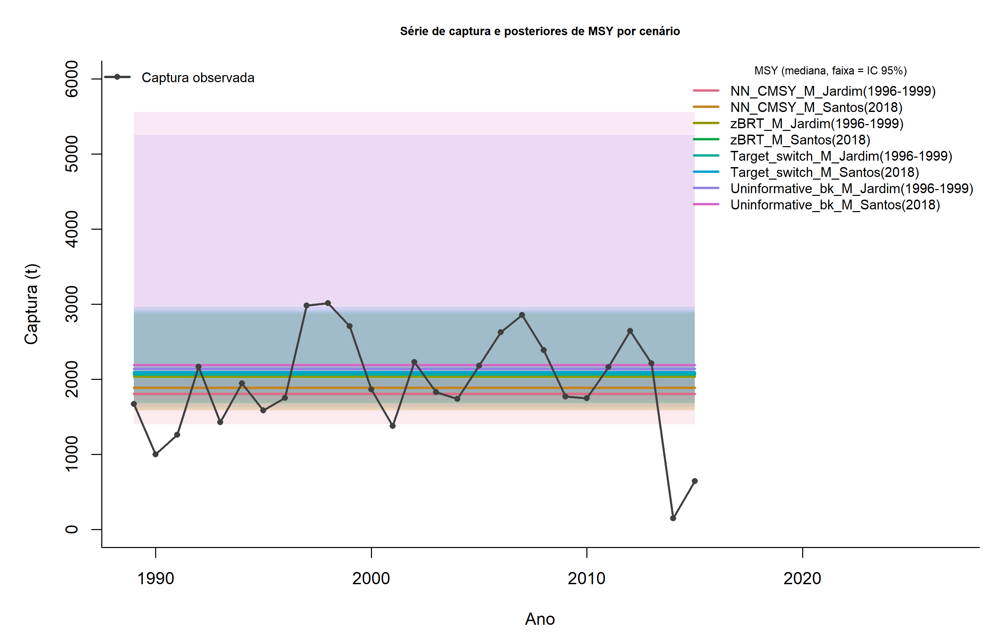 Série de captura e posteriores de MSY por cenário
Captura observada
MSY (mediana, faixa = IC 95%)
NN_CMSY_M_Jardim(1996-1999)
NN_CMSY_M_Santos(2018)
zBRT_M_Jardim(1996-1999)
zBRT_M_Santos(2018)
Target_switch_M_Jardim(1996-1999)
Target_switch_M_Santos(2018)
Uninformative_bk_M_Jardim(1996-1999)
Uninformative_bk_M_Santos(2018)
Captura (t)
6000
5000
4000
3000
2000
1000
0
1990 2000 2010 2020
Ano